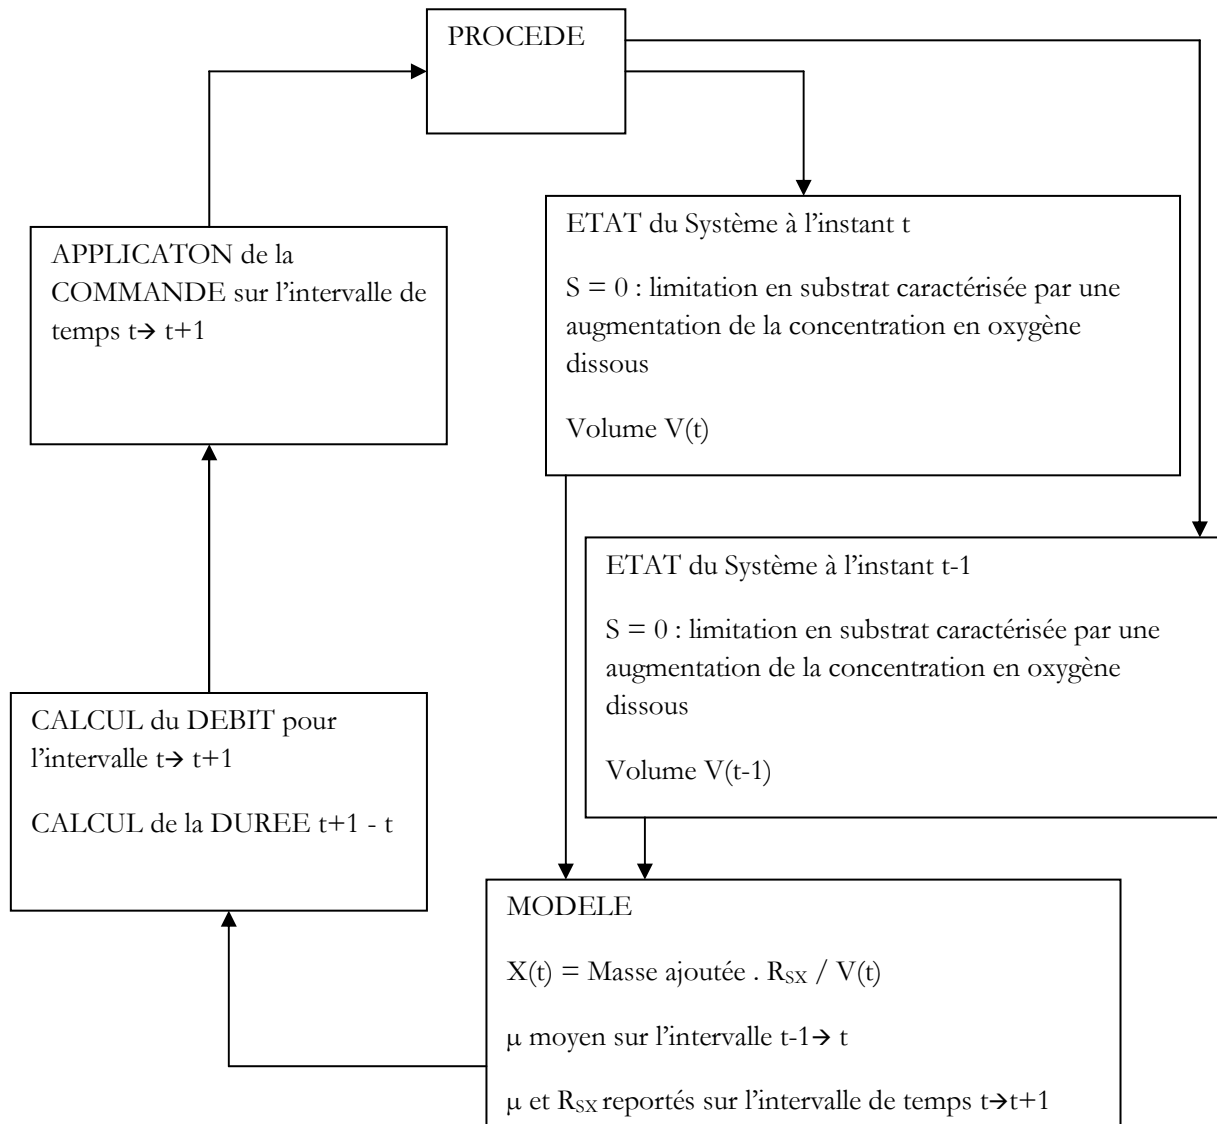 PROCEDE
ETAT du Système à l’instant t
S = 0 : limitation en substrat caractérisée par une
augmentation de la concentration en oxygène
dissous
Volume V(t)
APPLICATON de la
COMMANDE sur l’intervalle de
temps t→ t+1
ETAT du Système à l’instant t-1
S = 0 : limitation en substrat caractérisée par une
augmentation de la concentration en oxygène
dissous
Volume V(t-1)
CALCUL du DEBIT pour
l’intervalle t→ t+1
CALCUL de la DUREE t+1 - t
MODELE
X(t) = Masse ajoutée . RSX / V(t)
µ moyen sur l’intervalle t-1→ t
µ et RSX reportés sur l’intervalle de temps t→t+1